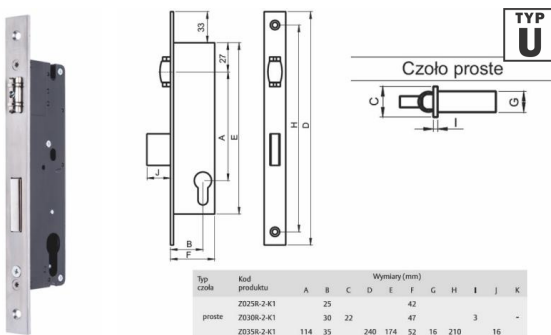 TYP
U
33
27
Czoło proste
C
G
I
A
E
H
D
J
B
F
Typ czoła
Kod produktu
Wymiary (mm)
A B C D E F G H I J K
Z025R-2-K1 25 42
proste Z030R-2-K1 30 22 47 3 -
Z035R-2-K1 114 35 240 174 52 16 210 16